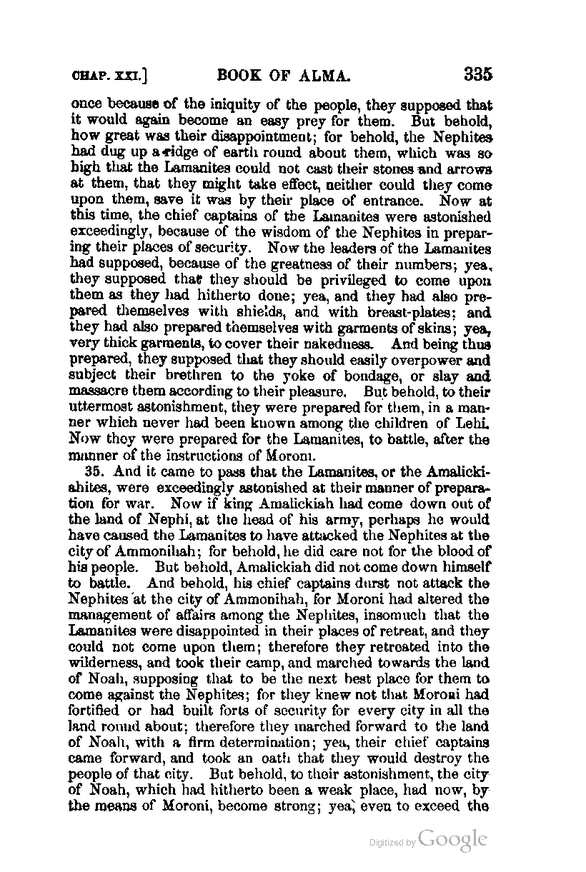 CHAP. XXI.] BOOK OF ALMA. 335
once because of the iniquity of the people, they supposed that
it would again become an easy prey for them. But behold,
how great was their disappointment; for behold, the Nephites
had dug up a ridge of earth round about them, which was so
high that the Lamanites could not cast their stones and arrows
at them, that they might take effect, neither could they come
upon them, save it was by their place of entrance. Now at
this time, the chief captains of the Lamanites were astonished
exceedingly, because of the wisdom of the Nephites in prepar-
ing their places of security. Now the leaders of the Lamanites
had supposed, because of the greatness of their numbers; yea,
they supposed that they should be privileged to come upon
them as they had hitherto done; yea, and they had also pre-
pared themselves with shields, and with breast-plates; and
they had also prepared themselves with garments of skins; yea,
very thick garments, to cover their nakedness. And being thus
prepared, they supposed that they should easily overpower and
subject their brethren to the yoke of bondage, or slay and
massacre them according to their pleasure. But behold, to their
uttermost astonishment, they were prepared for them, in a man-
ner which never had been known among the children of Lehi.
Now they were prepared for the Lamanites, to battle, after the
manner of the instructions of Moroni.
35. And it came to pass that the Lamanites, or the Amalicki-
ahites, were exceedingly astonished at their manner of prepara-
tion for war. Now if king Amalickiah had come down out of
the land of Nephi, at the head of his army, perhaps he would
have caused the Lamanites to have attacked the Nephites at the
city of Ammonihah; for behold, he did care not for the blood of
his people. But behold, Amalickiah did not come down himself
to battle. And behold, his chief captains durst not attack the
Nephites at the city of Ammonihah, for Moroni had altered the
management of affairs among the Nephites, insomuch that the
Lamanites were disappointed in their places of retreat, and they
could not come upon them; therefore they retreated into the
wilderness, and took their camp, and marched towards the land
of Noah, supposing that to be the next best place for them to
come against the Nephites; for they knew not that Moroni had
fortified or had built forts of security for every city in all the
land round about; therefore they marched forward to the land
of Noah, with a firm determination; yea, their chief captains
came forward, and took an oath that they would destroy the
people of that city. But behold, to their astonishment, the city
of Noah, which had hitherto been a weak place, had now, by
the means of Moroni, become strong; yea, even to exceed the
Digitized by Google